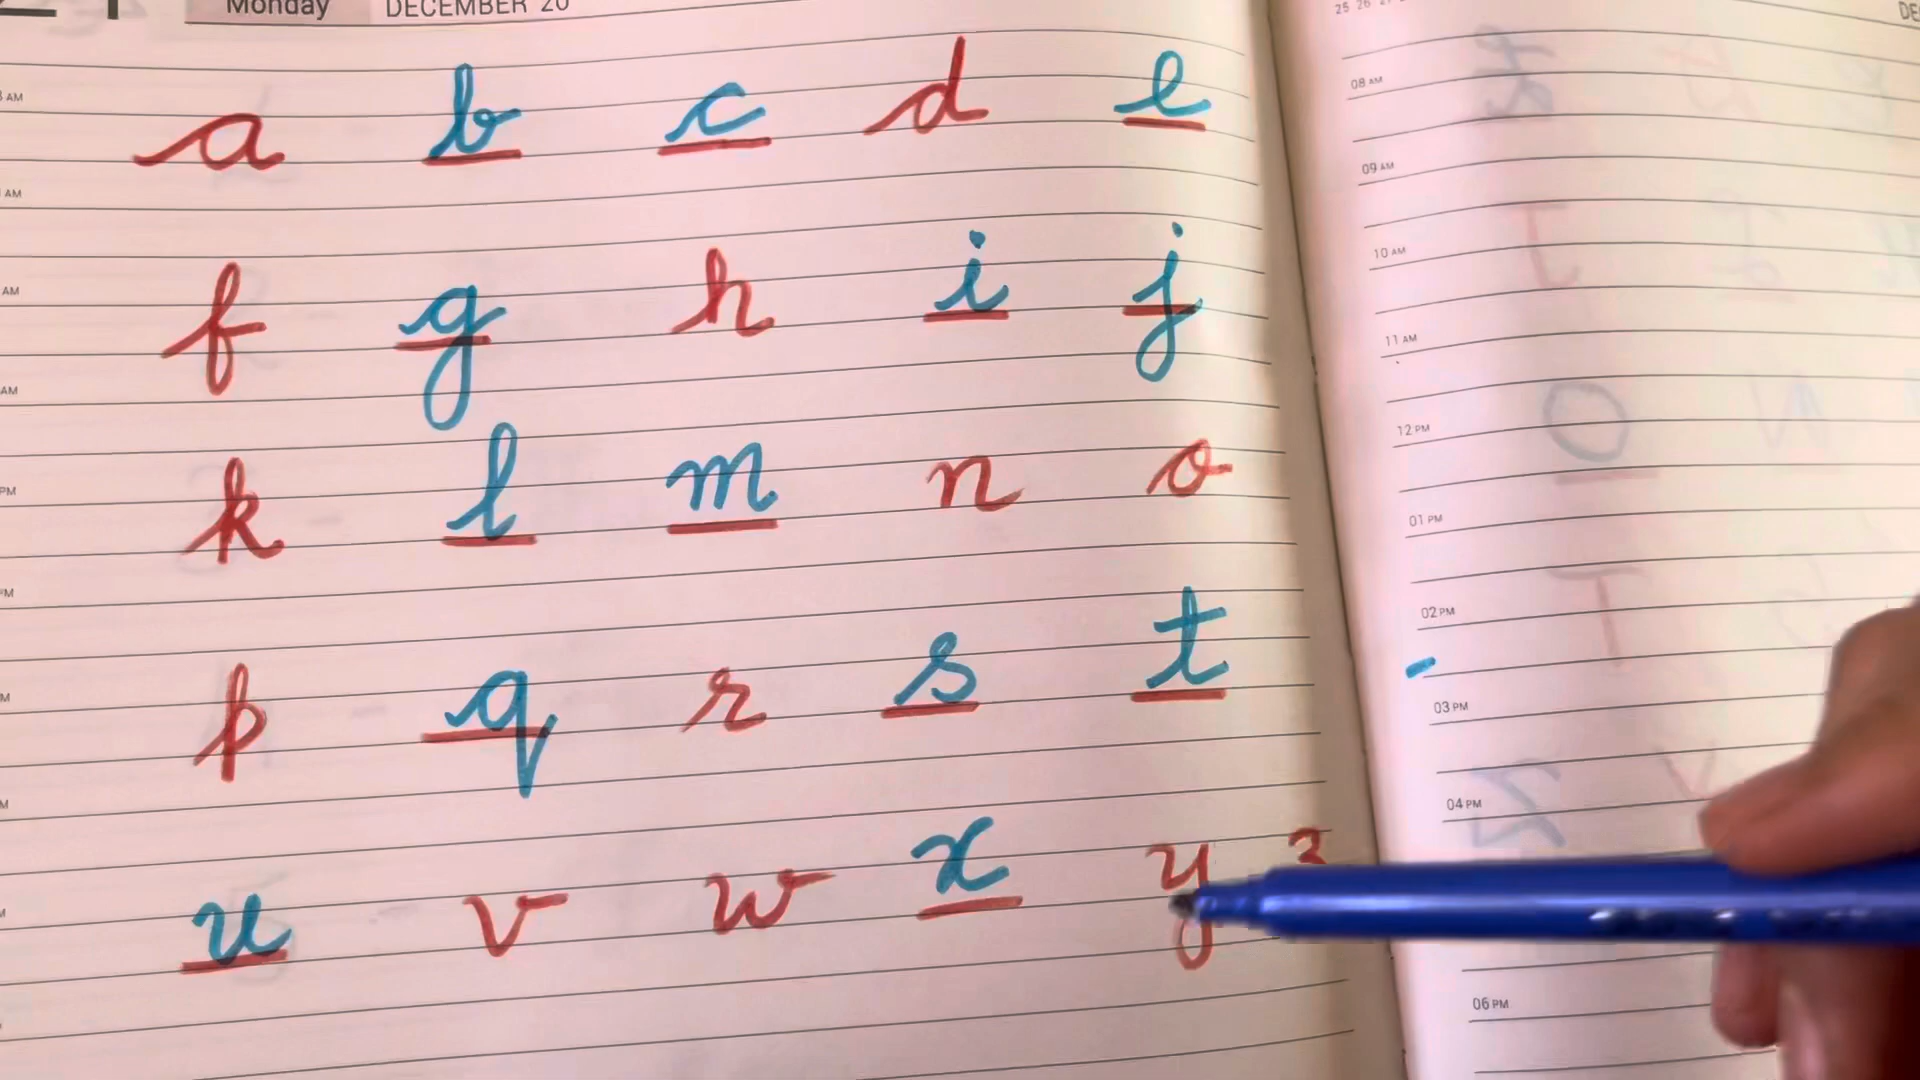 Monday DECEMBER 20
a b c d e
f g h i j
k l m n o
p q r s t
u v w x y z
08 AM
09 AM
10 AM
11 AM
12 PM
01 PM
02 PM
03 PM
04 PM
06 PM